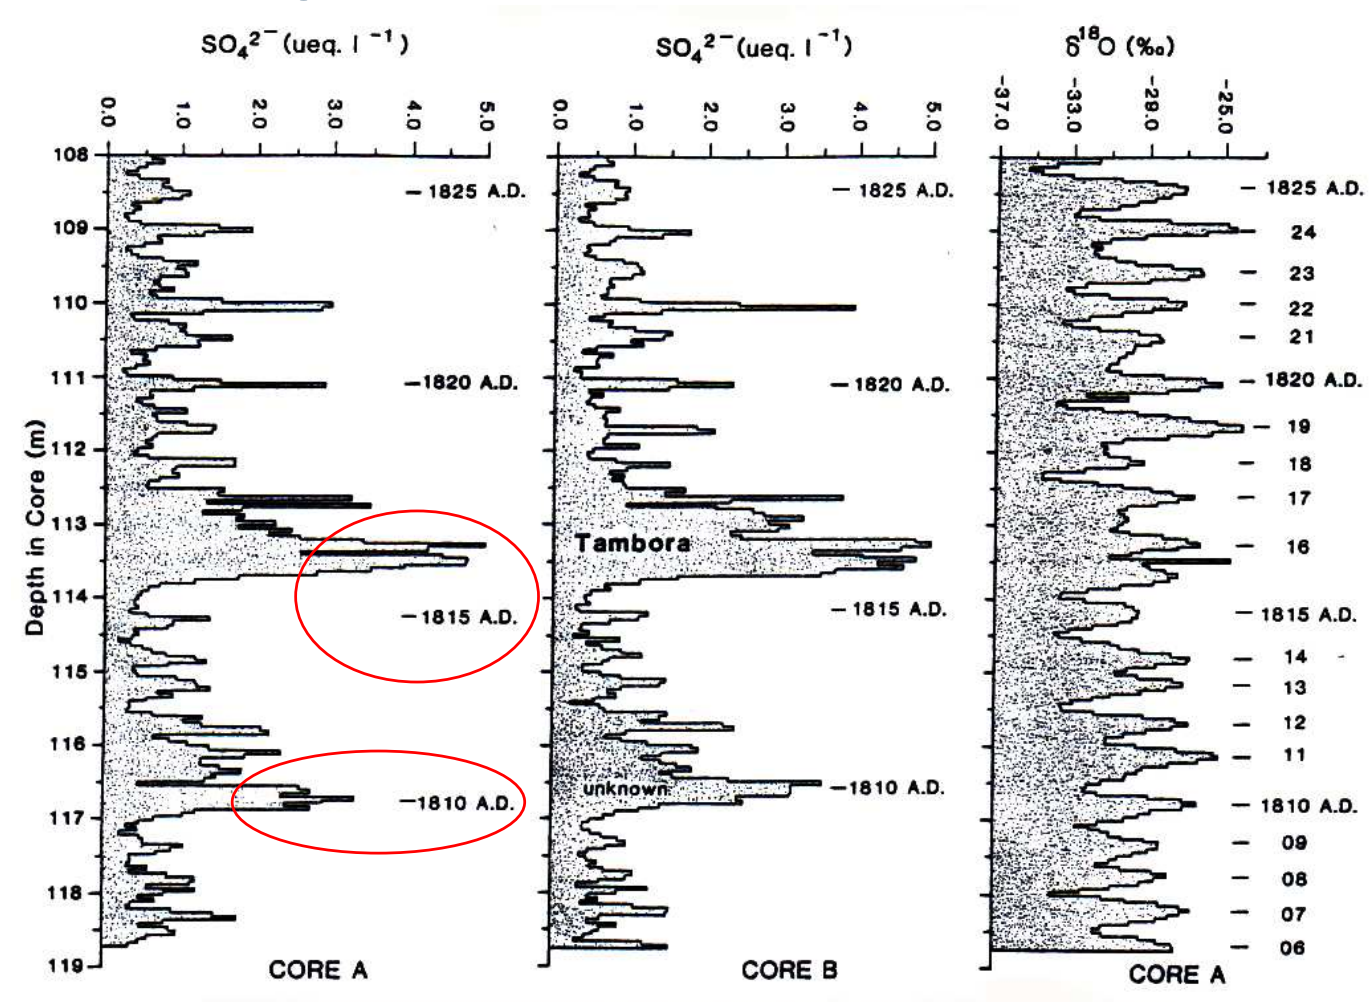 SO₄²⁻(ueq. l⁻¹)
SO₄²⁻(ueq. l⁻¹)
δ¹⁸O (‰)
0.0 1.0 2.0 3.0 4.0 5.0
0.0 1.0 2.0 3.0 4.0 5.0
-37.0 -33.0 -29.0 -25.0
Depth in Core (m)
108
109
110
111
112
113
114
115
116
117
118
119
1825 A.D.
1820 A.D.
1815 A.D.
1810 A.D.
CORE A
1825 A.D.
1820 A.D.
Tambora
1815 A.D.
unknown
1810 A.D.
CORE B
1825 A.D.
24
23
22
21
1820 A.D.
19
18
17
16
1815 A.D.
14
13
12
11
1810 A.D.
09
08
07
06
CORE A